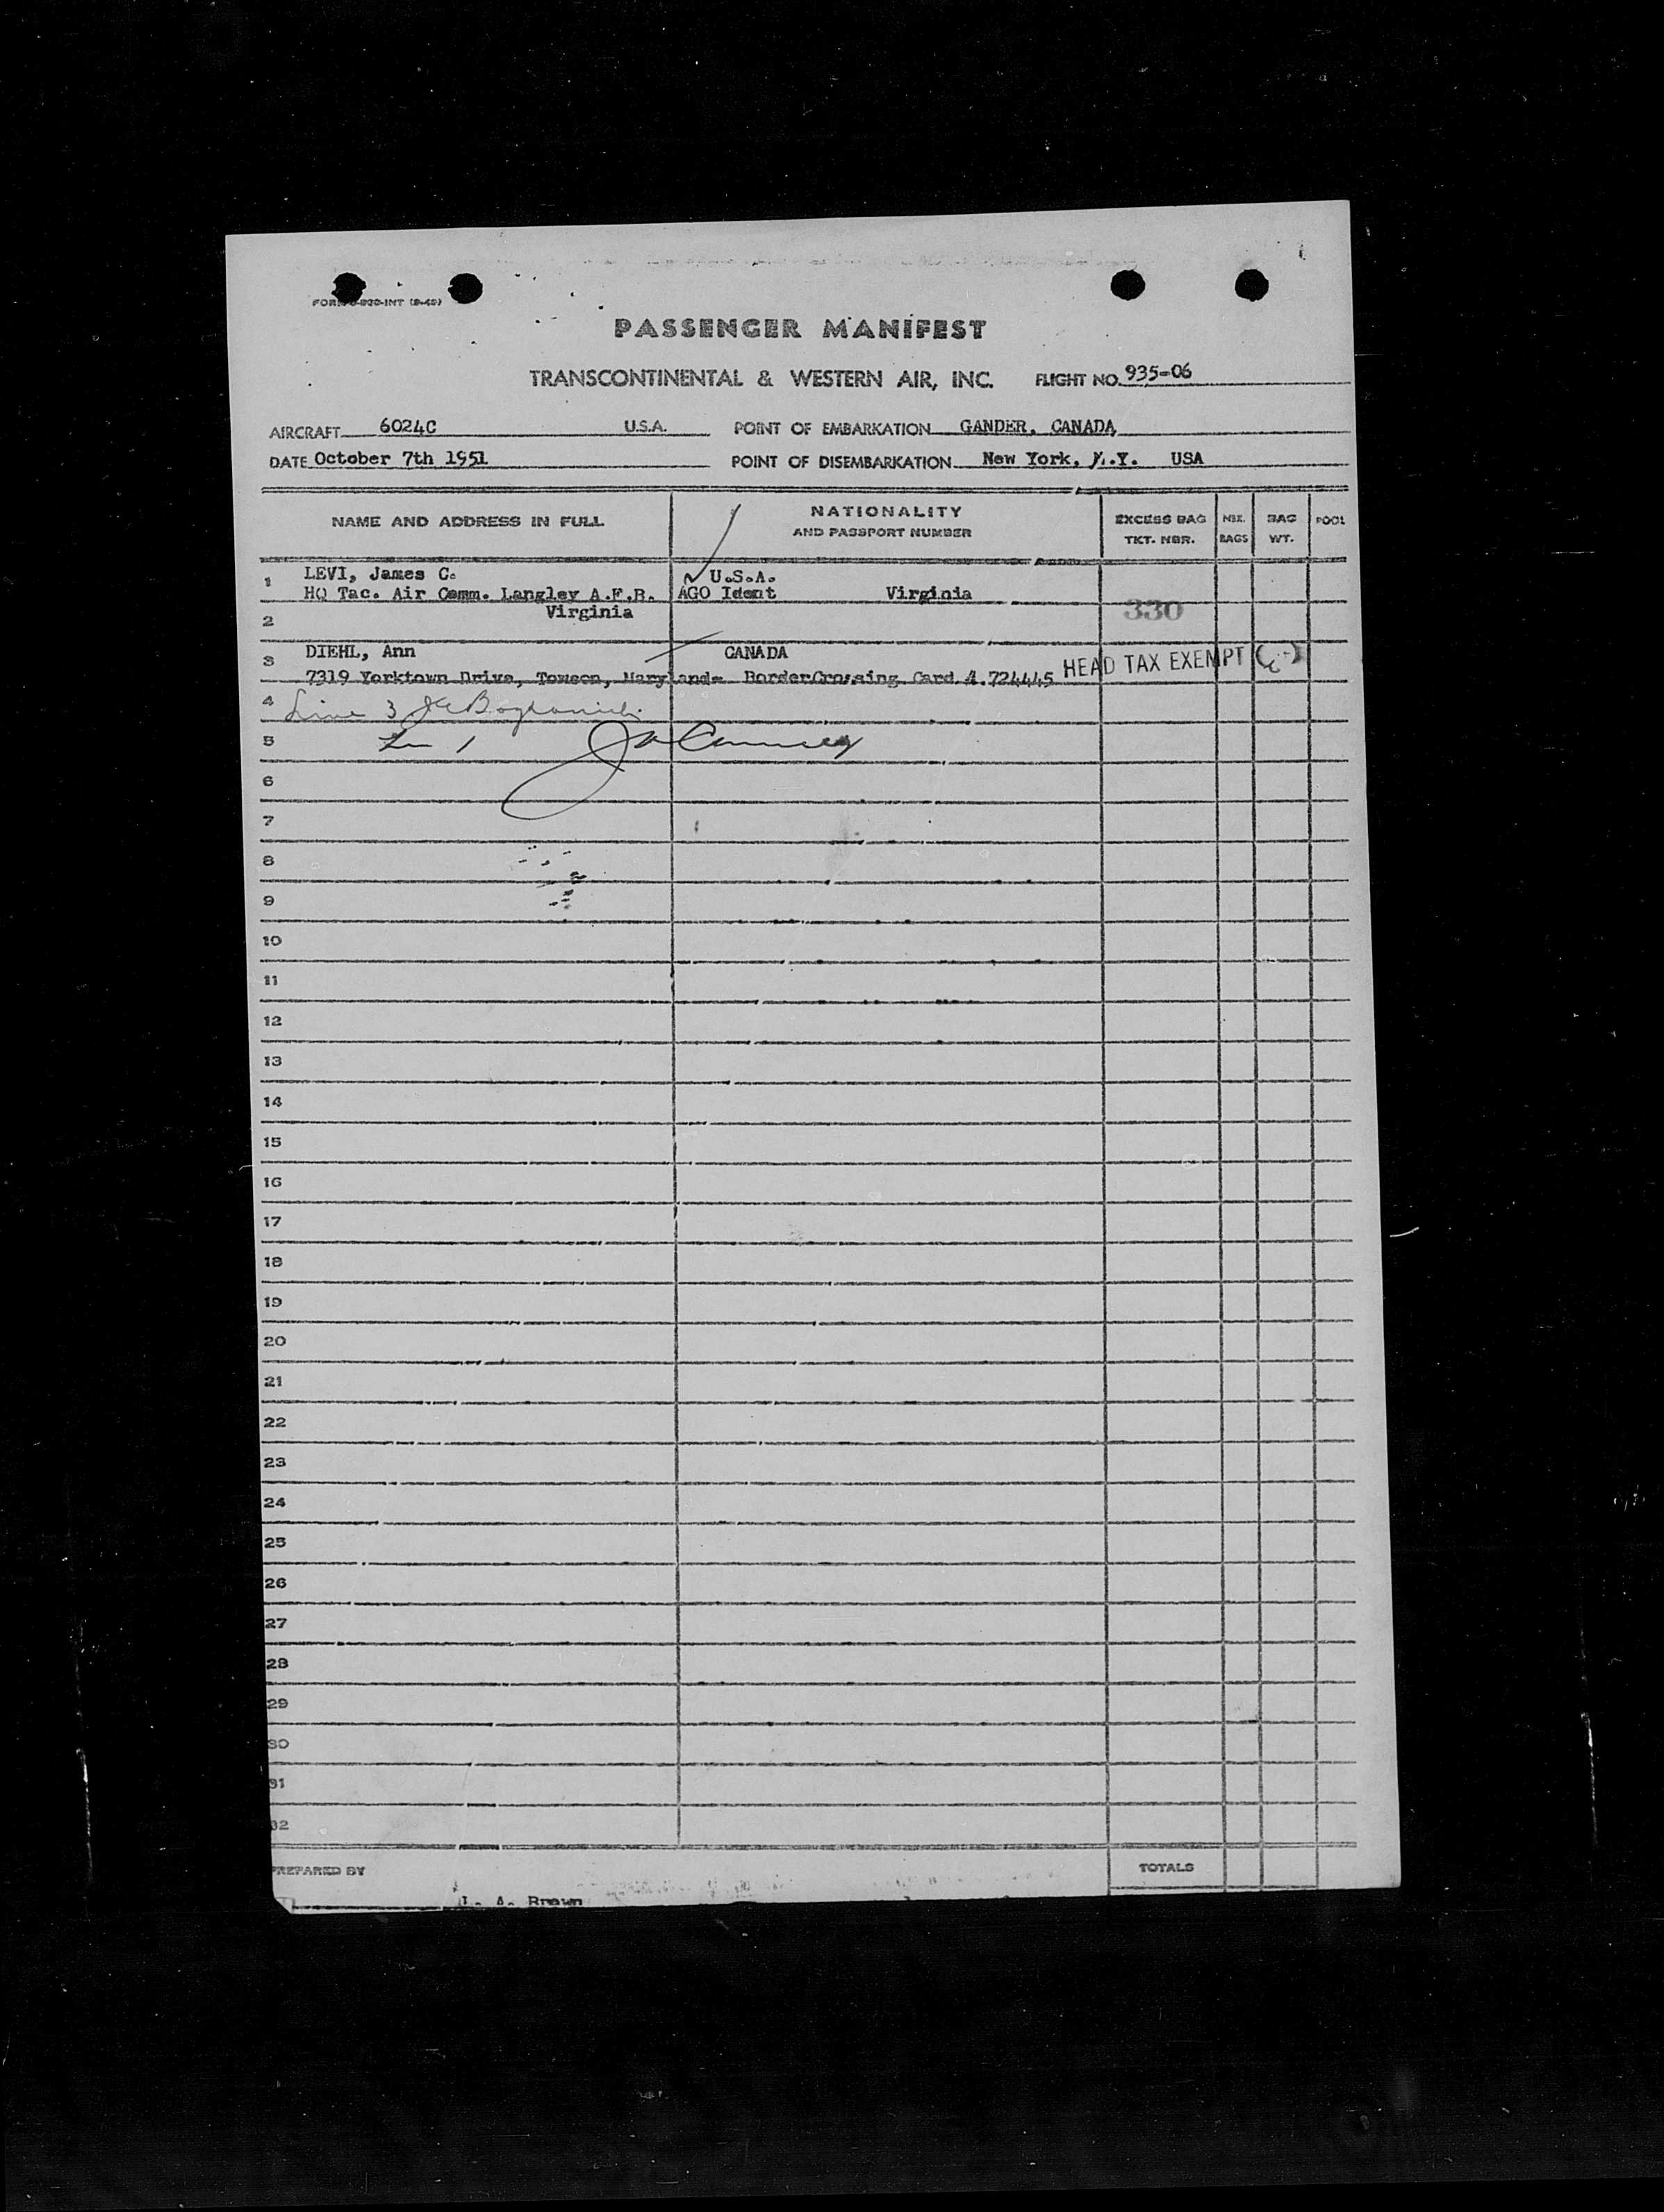 PASSENGER MANIFEST
TRANSCONTINENTAL & WESTERN AIR, INC. FLIGHT NO. 935-06
AIRCRAFT 6024C U.S.A. POINT OF EMBARKATION GANDER, CANADA
DATE October 7th 1951 POINT OF DISEMBARKATION New York, N.Y. USA
NAME AND ADDRESS IN FULL NATIONALITY AND PASSPORT NUMBER EXCESS BAG TKT. NBR. NBR. BAGS BAG WT. POOL
1 LEVI, James C. U.S.A.
HQ Tac. Air Comm. Langley A.F.B. AGO Ident Virginia
2 Virginia 330
3 DIEHL, Ann CANADA HEAD TAX EXEMPT
7319 Yorktown Drive, Towson, Maryland- BorderCrossing Card A.724445
4 Line 3
5
6
7
8
9
10
11
12
13
14
15
16
17
18
19
20
21
22
23
24
25
26
27
28
29
30
31
32
PREPARED BY TOTALS
A. Brown